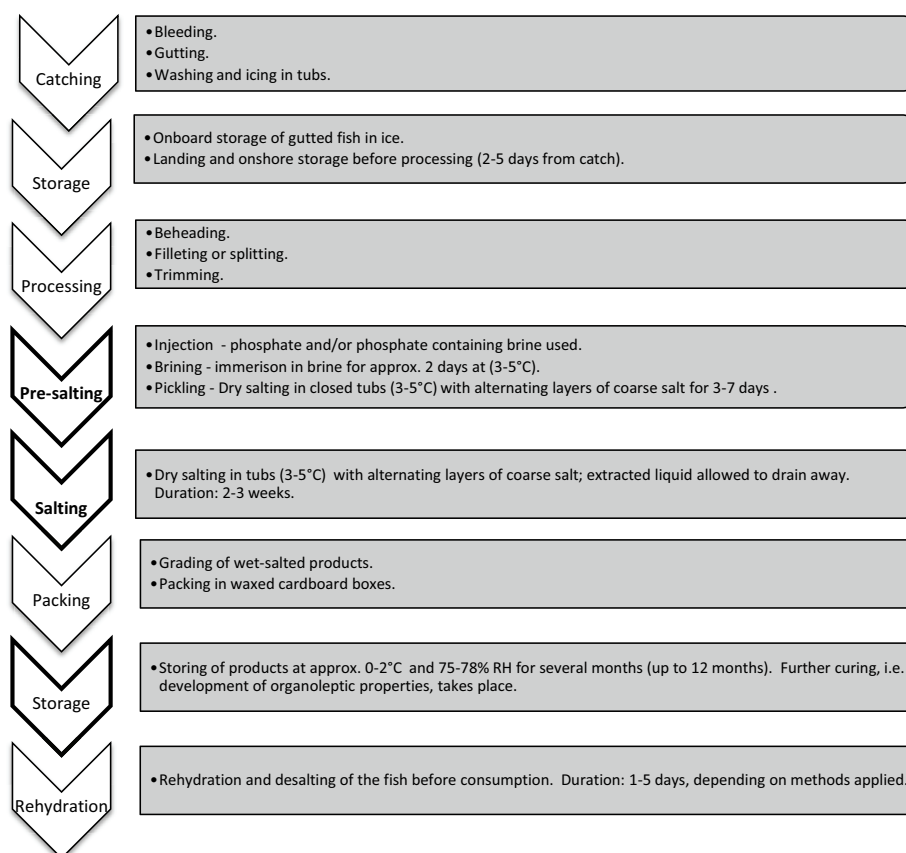 Catching
•Bleeding.
•Gutting.
•Washing and icing in tubs.
Storage
•Onboard storage of gutted fish in ice.
•Landing and onshore storage before processing (2-5 days from catch).
Processing
•Beheading.
•Filleting or splitting.
•Trimming.
Pre-salting
•Injection - phosphate and/or phosphate containing brine used.
•Brining - immerison in brine for approx. 2 days at (3-5°C).
•Pickling - Dry salting in closed tubs (3-5°C) with alternating layers of coarse salt for 3-7 days .
Salting
•Dry salting in tubs (3-5°C) with alternating layers of coarse salt; extracted liquid allowed to drain away.
Duration: 2-3 weeks.
Packing
•Grading of wet-salted products.
•Packing in waxed cardboard boxes.
Storage
•Storing of products at approx. 0-2°C and 75-78% RH for several months (up to 12 months). Further curing, i.e.
development of organoleptic properties, takes place.
Rehydration
•Rehydration and desalting of the fish before consumption. Duration: 1-5 days, depending on methods applied.